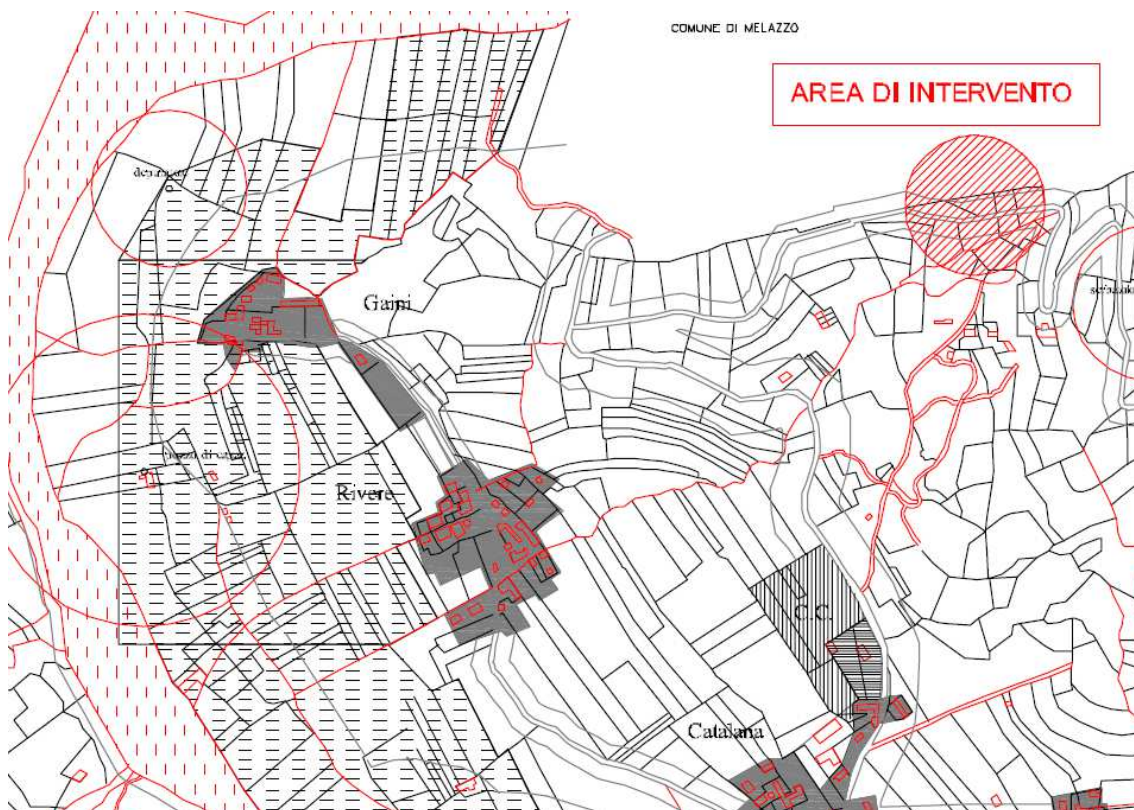 COMUNE DI MELAZZO
AREA DI INTERVENTO
Gaini
Rivere
C.C.
Catalana